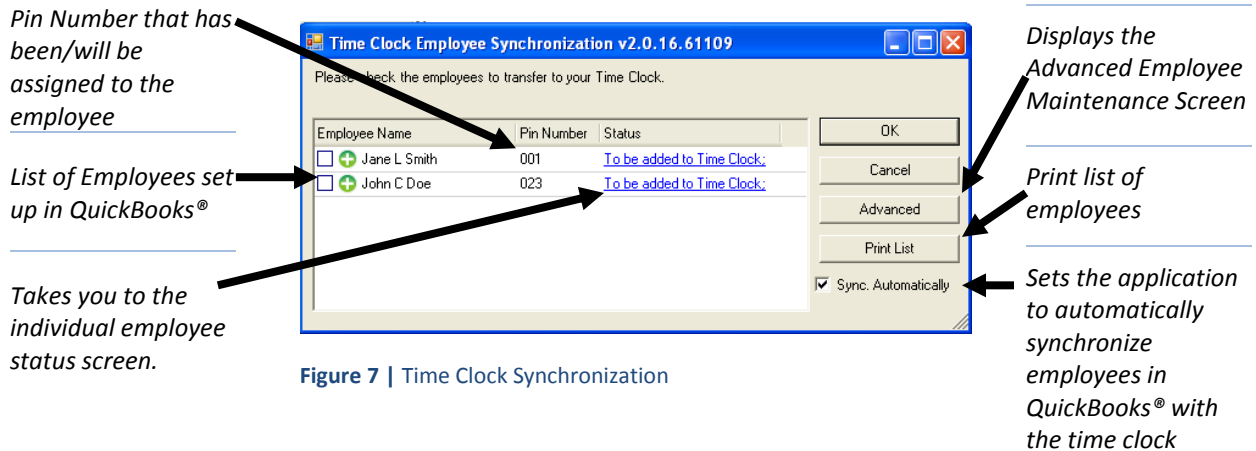 Pin Number that has
been/will be
assigned to the
employee
List of Employees set
up in QuickBooks®
Takes you to the
individual employee
status screen.
Time Clock Employee Synchronization v2.0.16.61109
Please check the employees to transfer to your Time Clock.
Employee Name Pin Number Status
Jane L Smith 001 To be added to Time Clock;
John C Doe 023 To be added to Time Clock;
OK
Cancel
Advanced
Print List
Sync. Automatically
Figure 7 | Time Clock Synchronization
Displays the
Advanced Employee
Maintenance Screen
Print list of
employees
Sets the application
to automatically
synchronize
employees in
QuickBooks® with
the time clock